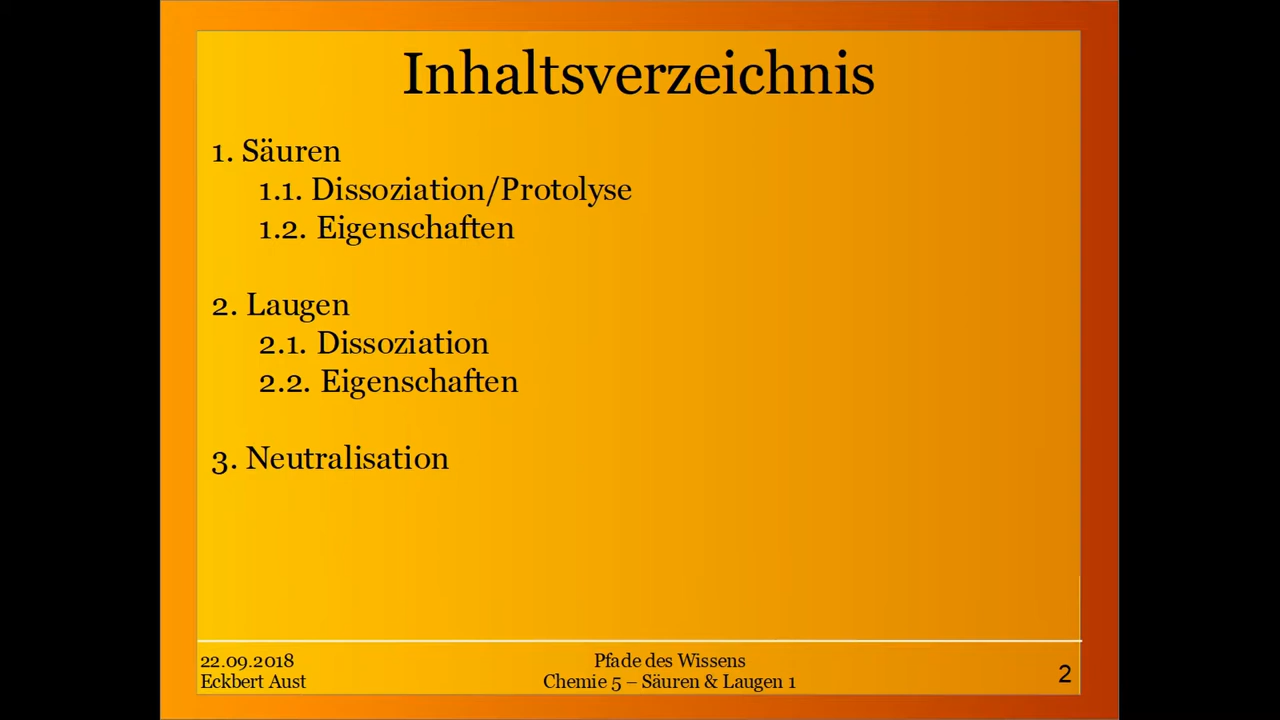 Inhaltsverzeichnis
1. Säuren
1.1. Dissoziation/Protolyse
1.2. Eigenschaften
2. Laugen
2.1. Dissoziation
2.2. Eigenschaften
3. Neutralisation
22.09.2018
Eckbert Aust
Pfade des Wissens
Chemie 5 – Säuren & Laugen 1
2